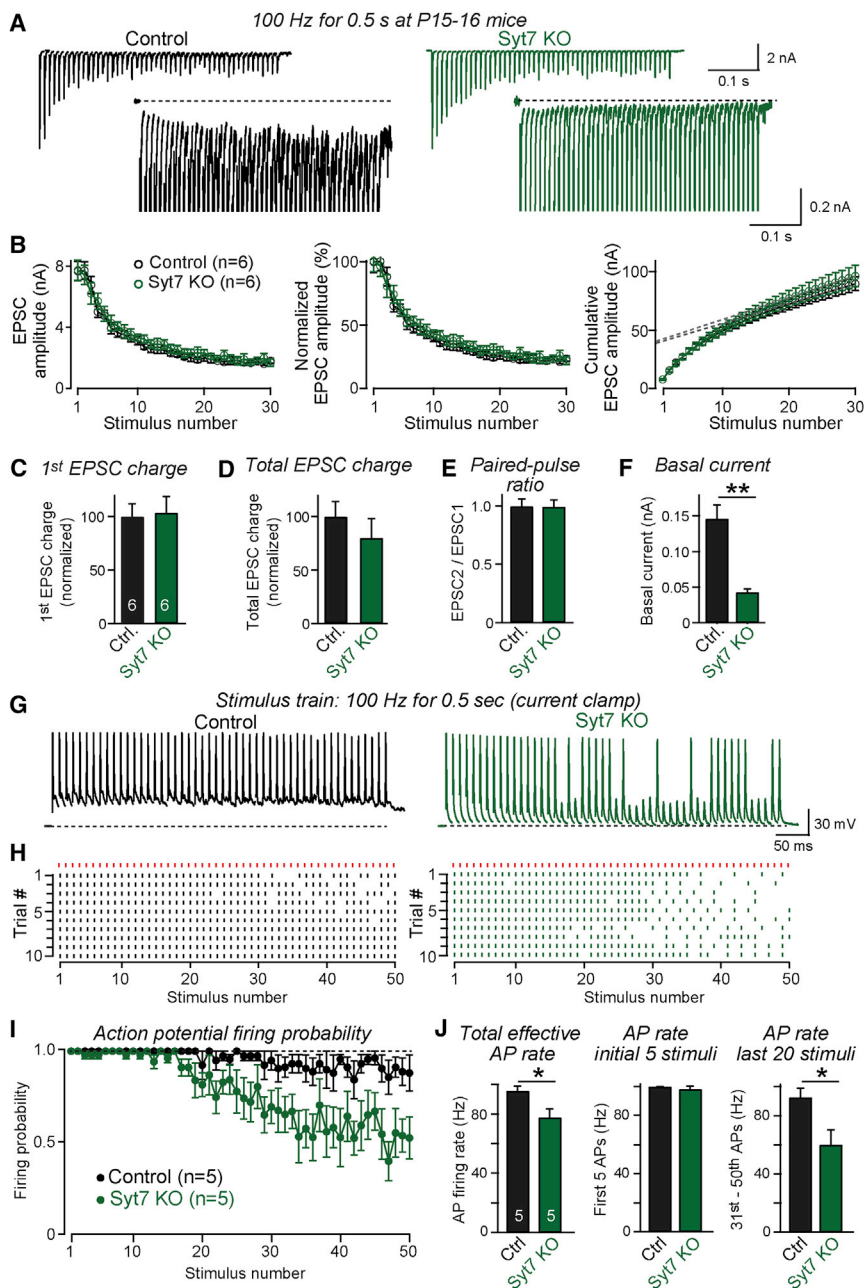 A
100 Hz for 0.5 s at P15-16 mice
Control
Syt7 KO
2 nA
0.1 s
0.2 nA
0.1 s
B
Control (n=6)
Syt7 KO (n=6)
EPSC
amplitude (nA)
8
4
0
1 10 20 30
Stimulus number
Normalized
EPSC amplitude (%)
100
50
0
1 10 20 30
Stimulus number
Cumulative
EPSC amplitude (nA)
100
50
0
1 10 20 30
Stimulus number
C
1st EPSC charge
1st EPSC charge
(normalized)
100
50
0
6 6
Ctrl.
Syt7 KO
D
Total EPSC charge
Total EPSC charge
(normalized)
100
50
0
Ctrl.
Syt7 KO
E
Paired-pulse
ratio
EPSC2 / EPSC1
1.0
0.5
0
Ctrl.
Syt7 KO
F
Basal current
**
Basal current (nA)
0.15
0.10
0.05
0
Ctrl.
Syt7 KO
G
Stimulus train: 100 Hz for 0.5 sec (current clamp)
Control
Syt7 KO
30 mV
50 ms
H
Trial #
1
5
10
1 10 20 30 40 50
Stimulus number
Trial #
1
5
10
1 10 20 30 40 50
Stimulus number
I
Action potential firing probability
Firing probability
1.0
0.5
0
Control (n=5)
Syt7 KO (n=5)
1 10 20 30 40 50
Stimulus number
J
Total effective
AP rate
*
AP firing rate (Hz)
80
40
0
5 5
Ctrl
Syt7 KO
AP rate
initial 5 stimuli
First 5 APs (Hz)
80
40
0
Ctrl
Syt7 KO
AP rate
last 20 stimuli
*
31st - 50th APs (Hz)
80
40
0
Ctrl
Syt7 KO